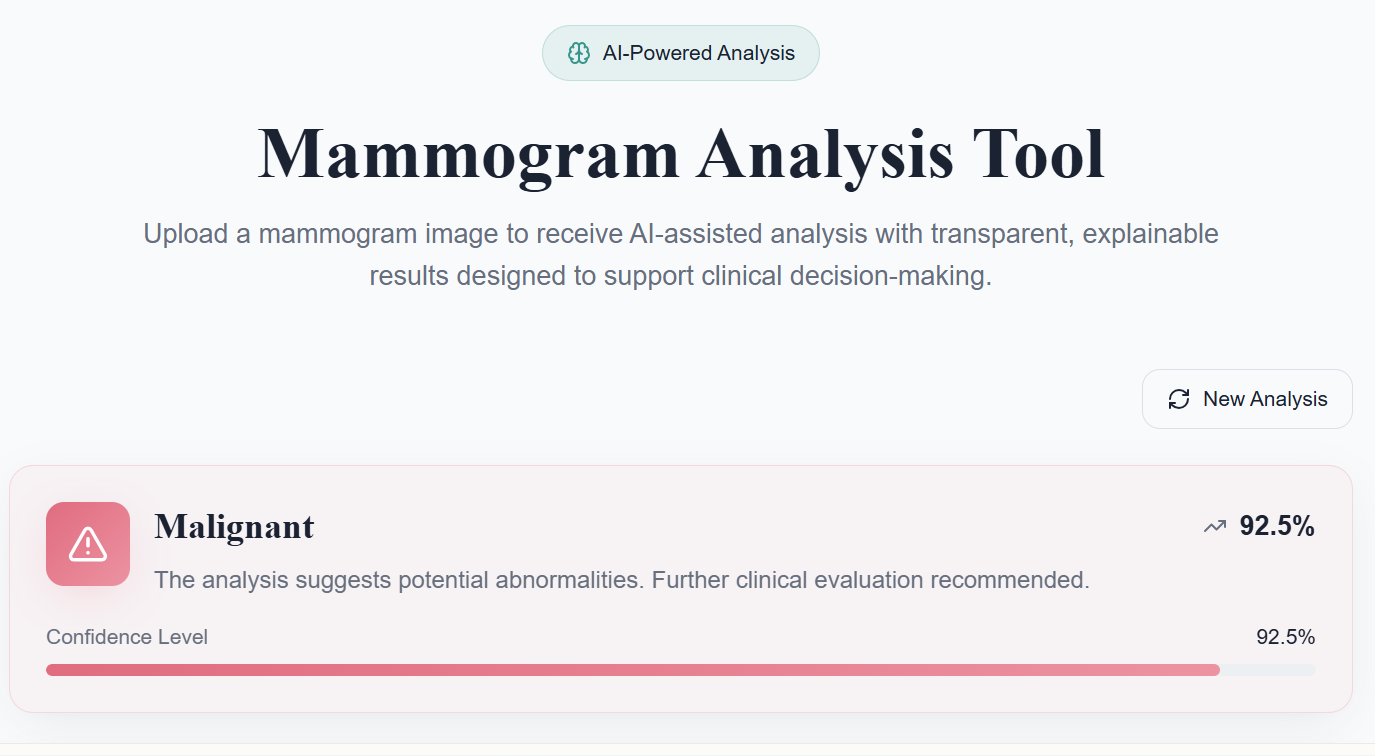 AI-Powered Analysis
Mammogram Analysis Tool
Upload a mammogram image to receive AI-assisted analysis with transparent, explainable
results designed to support clinical decision-making.
New Analysis
Malignant
92.5%
The analysis suggests potential abnormalities. Further clinical evaluation recommended.
Confidence Level
92.5%